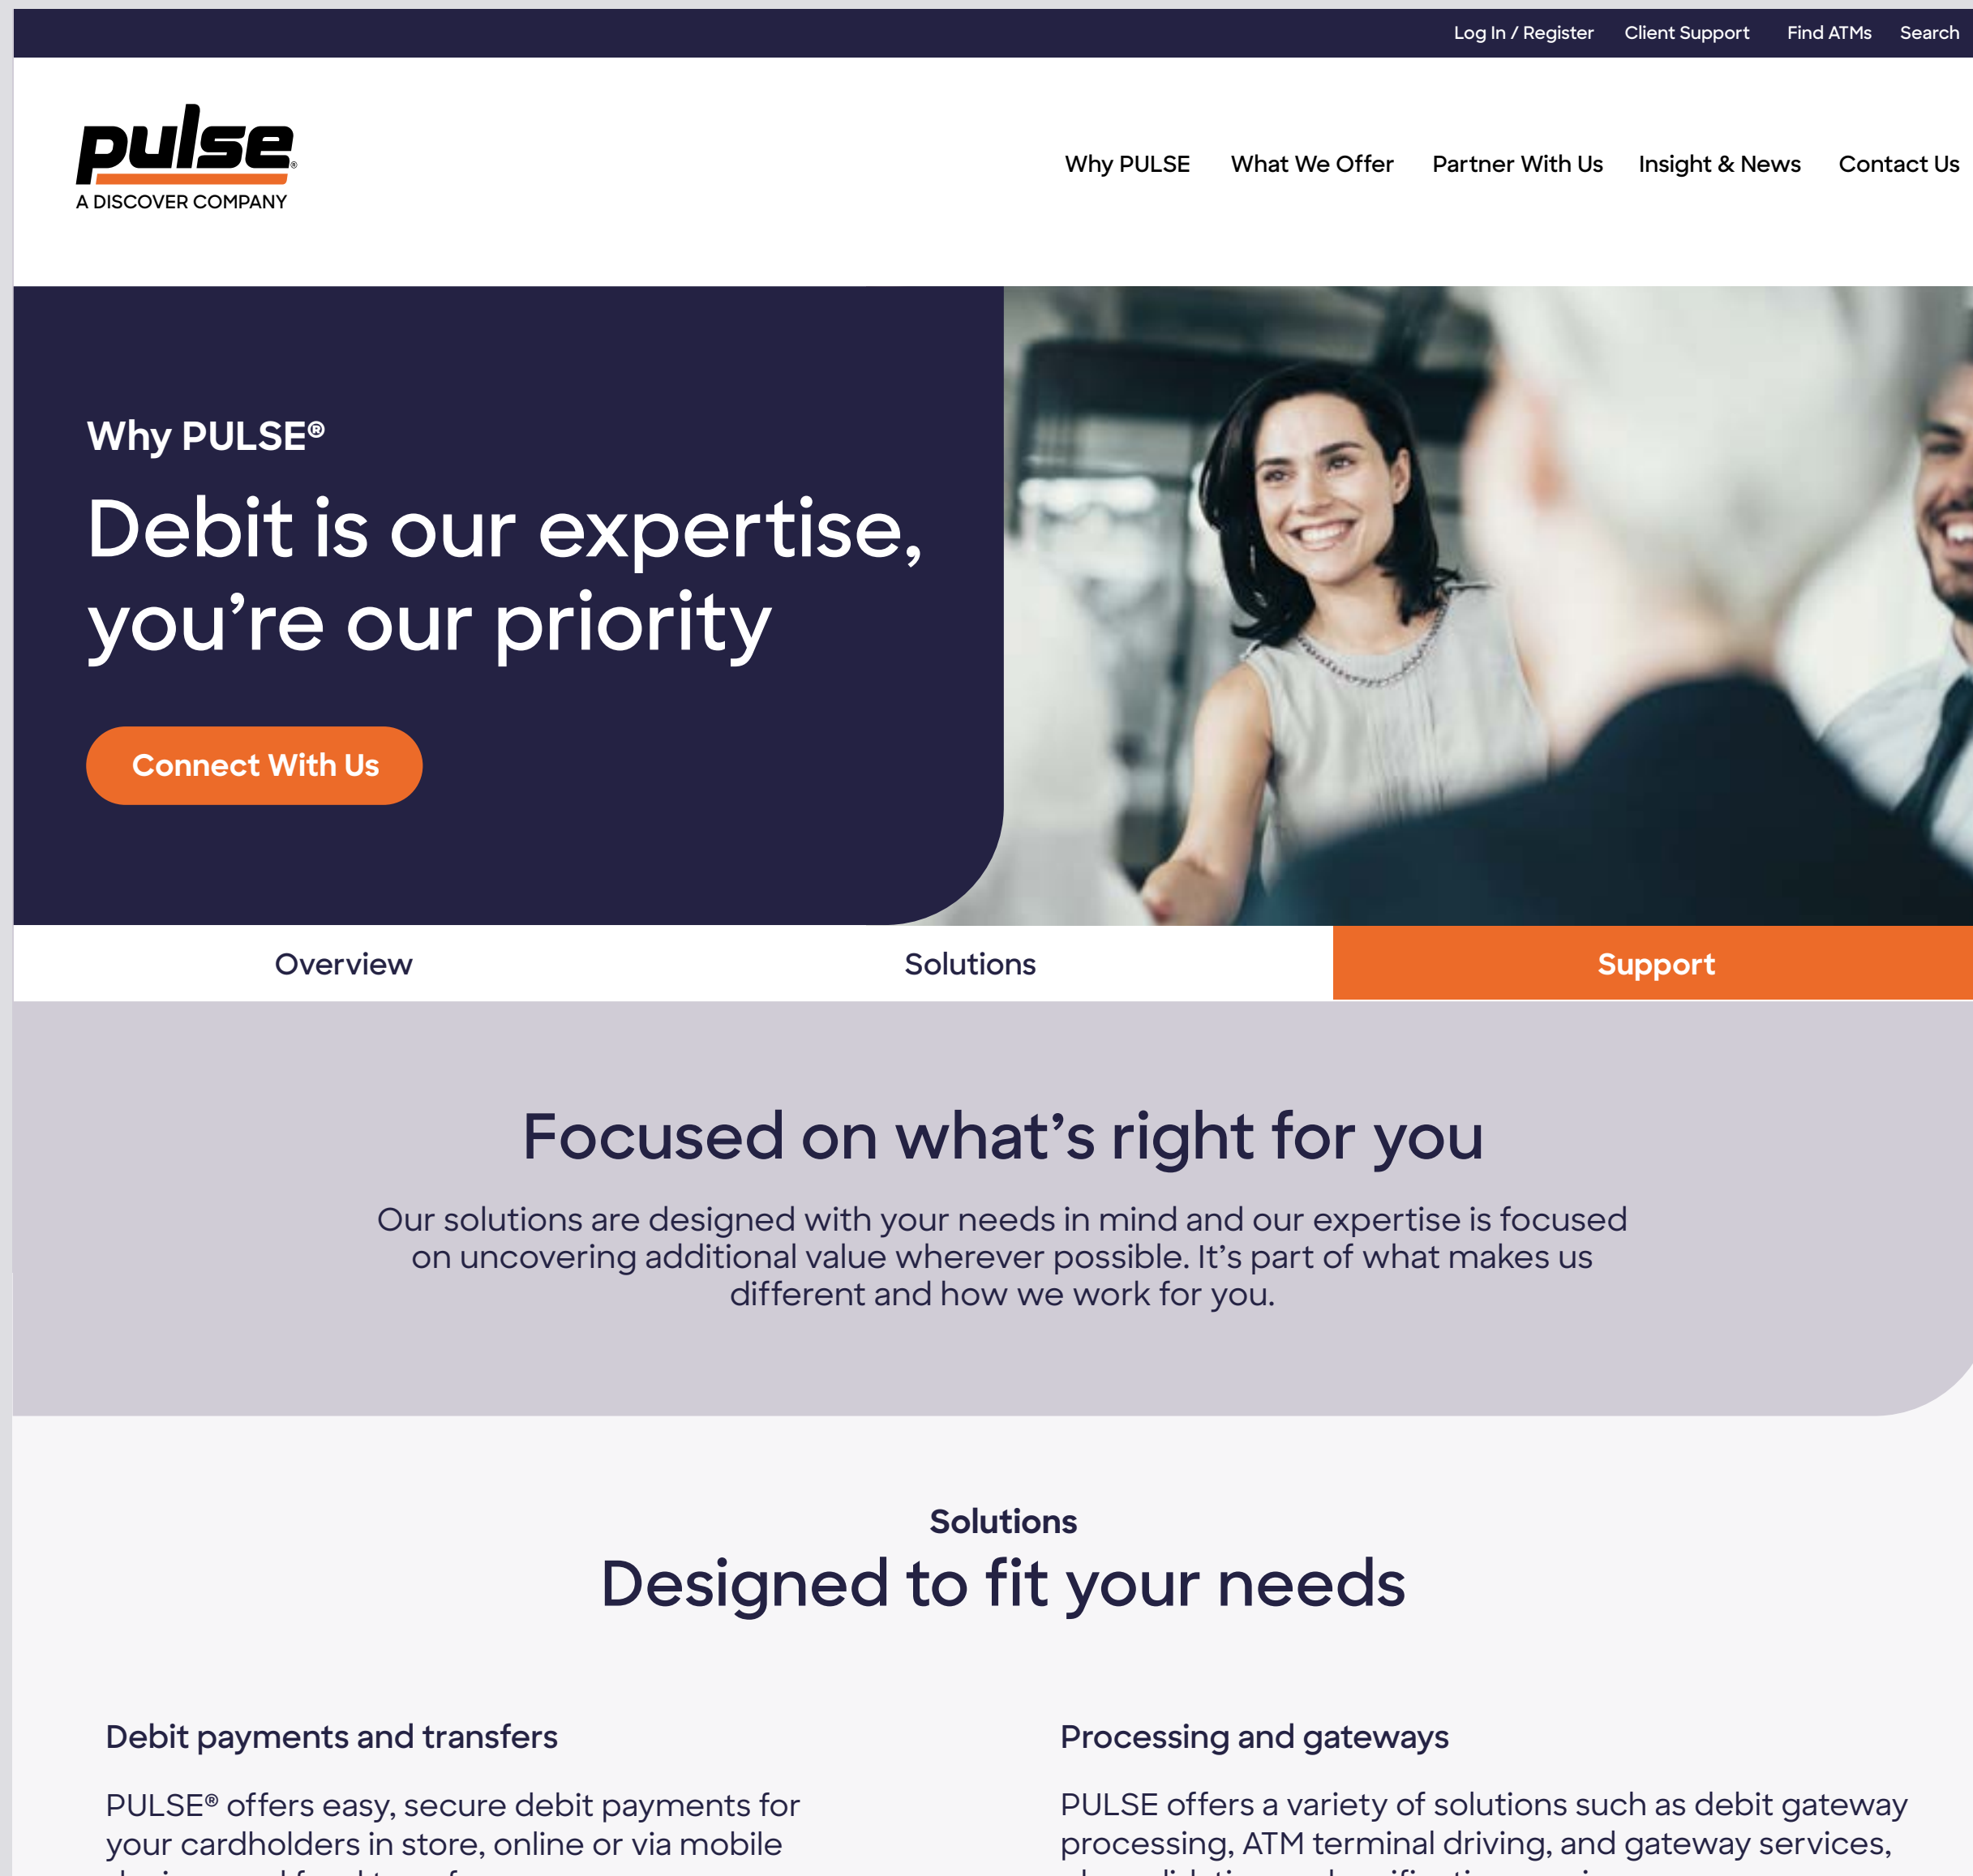 Log In / Register Client Support Find ATMs Search
pulse®
A DISCOVER COMPANY
Why PULSE What We Offer Partner With Us Insight & News Contact Us
Why PULSE®
Debit is our expertise,
you’re our priority
Connect With Us
Overview Solutions Support
Focused on what’s right for you
Our solutions are designed with your needs in mind and our expertise is focused
on uncovering additional value wherever possible. It’s part of what makes us
different and how we work for you.
Solutions
Designed to fit your needs
Debit payments and transfers
PULSE® offers easy, secure debit payments for
your cardholders in store, online or via mobile
Processing and gateways
PULSE offers a variety of solutions such as debit gateway
processing, ATM terminal driving, and gateway services,